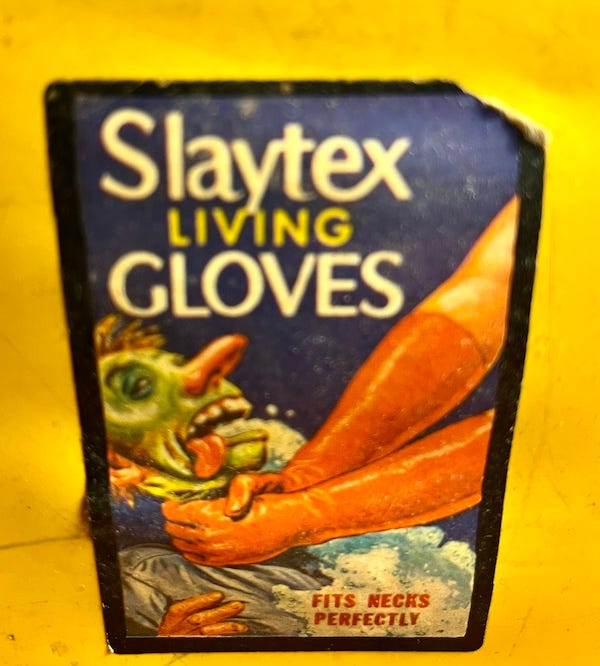 Slaytex
LIVING
GLOVES
FITS NECKS
PERFECTLY